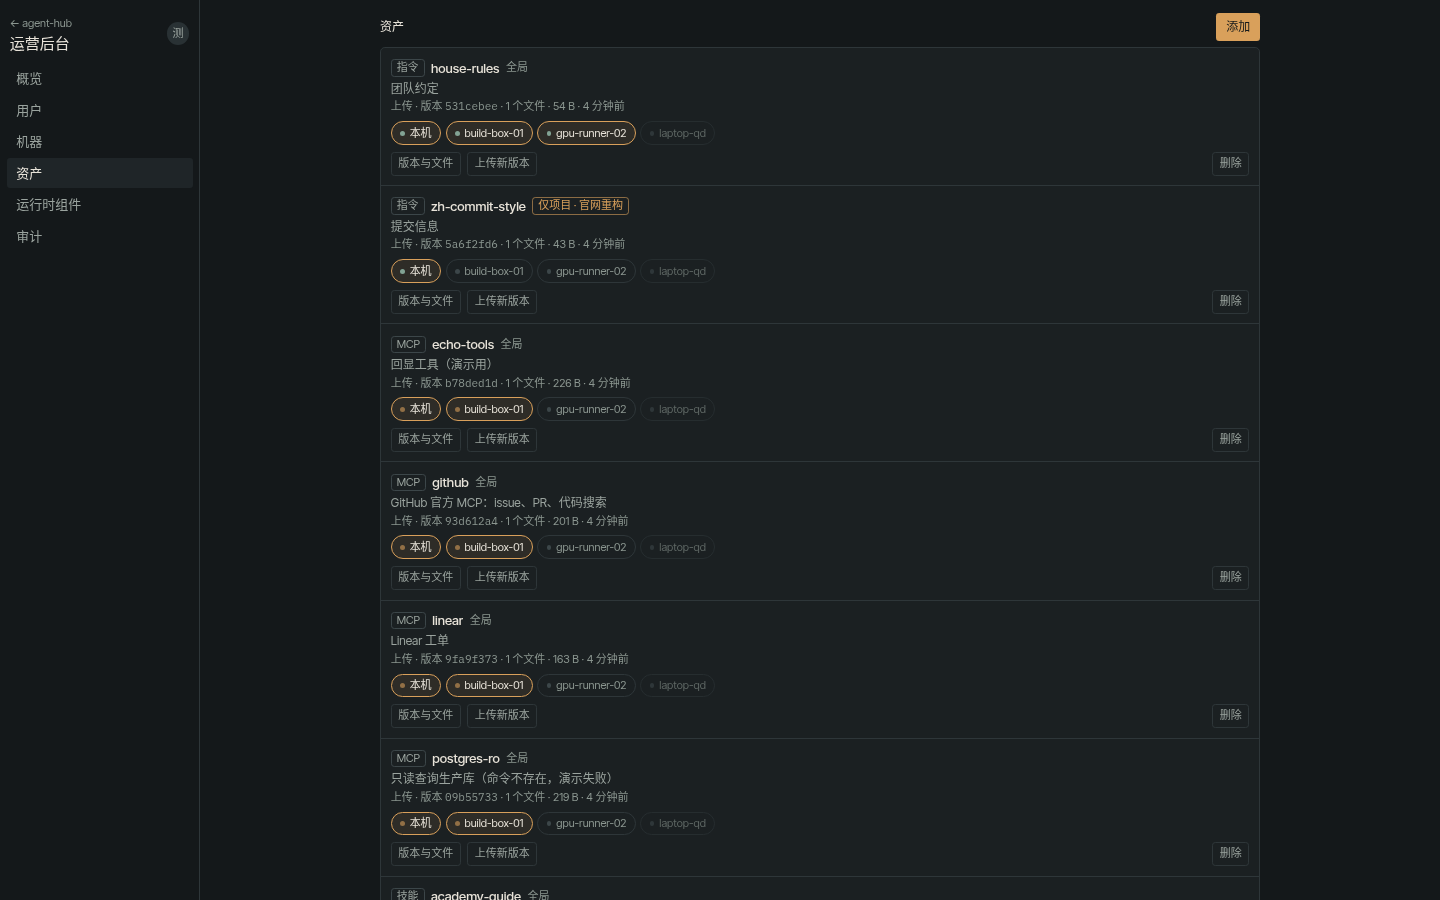 ← agent-hub
运营后台
测
概览
用户
机器
资产
运行时组件
审计
资产
添加
指令 house-rules 全局
团队约定
上传 · 版本 531cebee · 1 个文件 · 54 B · 4 分钟前
本机 build-box-01 gpu-runner-02 laptop-qd
版本与文件 上传新版本 删除
指令 zh-commit-style 仅项目 · 官网重构
提交信息
上传 · 版本 5a6f2fd6 · 1 个文件 · 43 B · 4 分钟前
本机 build-box-01 gpu-runner-02 laptop-qd
版本与文件 上传新版本 删除
MCP echo-tools 全局
回显工具（演示用）
上传 · 版本 b78ded1d · 1 个文件 · 226 B · 4 分钟前
本机 build-box-01 gpu-runner-02 laptop-qd
版本与文件 上传新版本 删除
MCP github 全局
GitHub 官方 MCP：issue、PR、代码搜索
上传 · 版本 93d612a4 · 1 个文件 · 201 B · 4 分钟前
本机 build-box-01 gpu-runner-02 laptop-qd
版本与文件 上传新版本 删除
MCP linear 全局
Linear 工单
上传 · 版本 9fa9f373 · 1 个文件 · 163 B · 4 分钟前
本机 build-box-01 gpu-runner-02 laptop-qd
版本与文件 上传新版本 删除
MCP postgres-ro 全局
只读查询生产库（命令不存在，演示失败）
上传 · 版本 09b55733 · 1 个文件 · 219 B · 4 分钟前
本机 build-box-01 gpu-runner-02 laptop-qd
版本与文件 上传新版本 删除
技能 academy-guide 全局